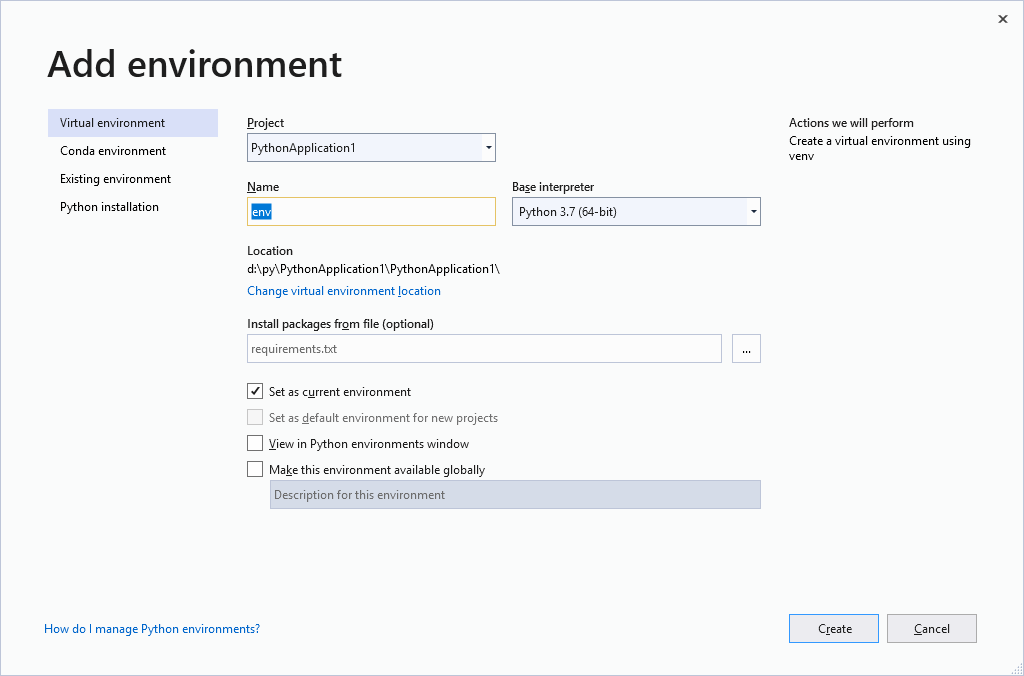 Add environment
Virtual environment
Conda environment
Existing environment
Python installation
Project
PythonApplication1
Name
env
Base interpreter
Python 3.7 (64-bit)
Location
d:\py\PythonApplication1\PythonApplication1\
Change virtual environment location
Install packages from file (optional)
requirements.txt
...
Set as current environment
Set as default environment for new projects
View in Python environments window
Make this environment available globally
Description for this environment
Actions we will perform
Create a virtual environment using
venv
How do I manage Python environments?
Create
Cancel